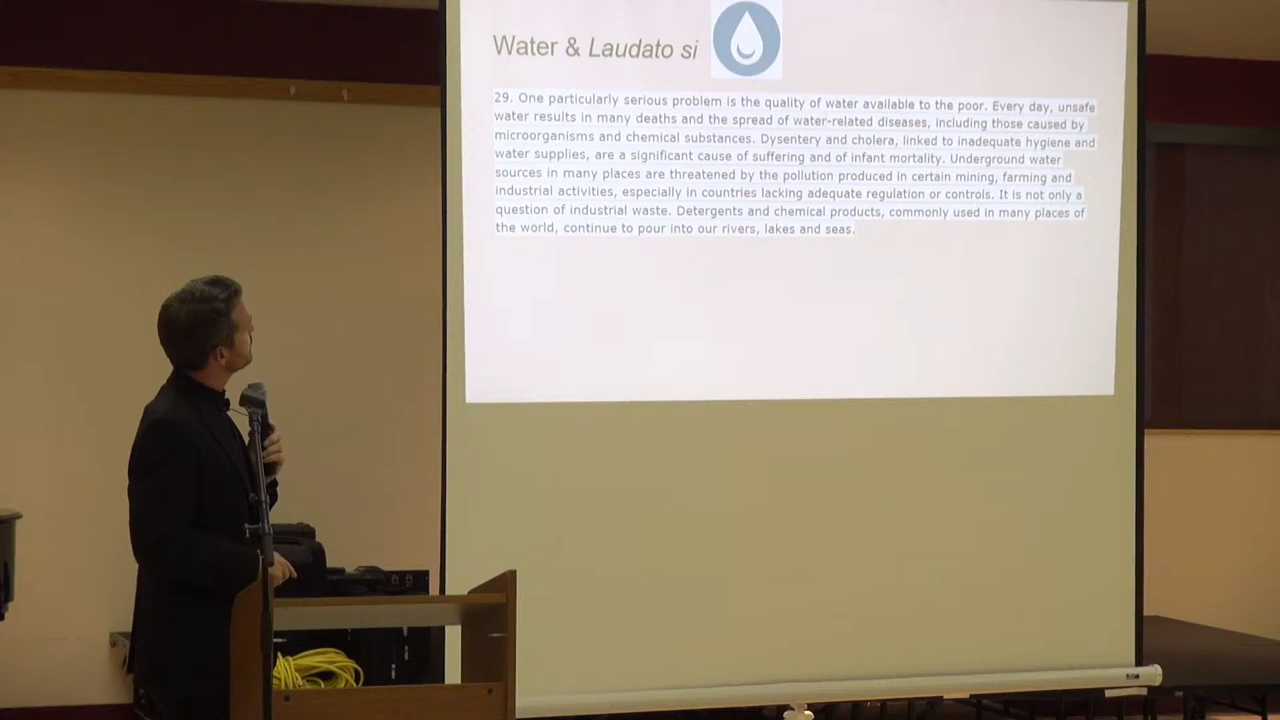 Water & Laudato si
29. One particularly serious problem is the quality of water available to the poor. Every day, unsafe
water results in many deaths and the spread of water-related diseases, including those caused by
microorganisms and chemical substances. Dysentery and cholera, linked to inadequate hygiene and
water supplies, are a significant cause of suffering and of infant mortality. Underground water
sources in many places are threatened by the pollution produced in certain mining, farming and
industrial activities, especially in countries lacking adequate regulation or controls. It is not only a
question of industrial waste. Detergents and chemical products, commonly used in many places of
the world, continue to pour into our rivers, lakes and seas.